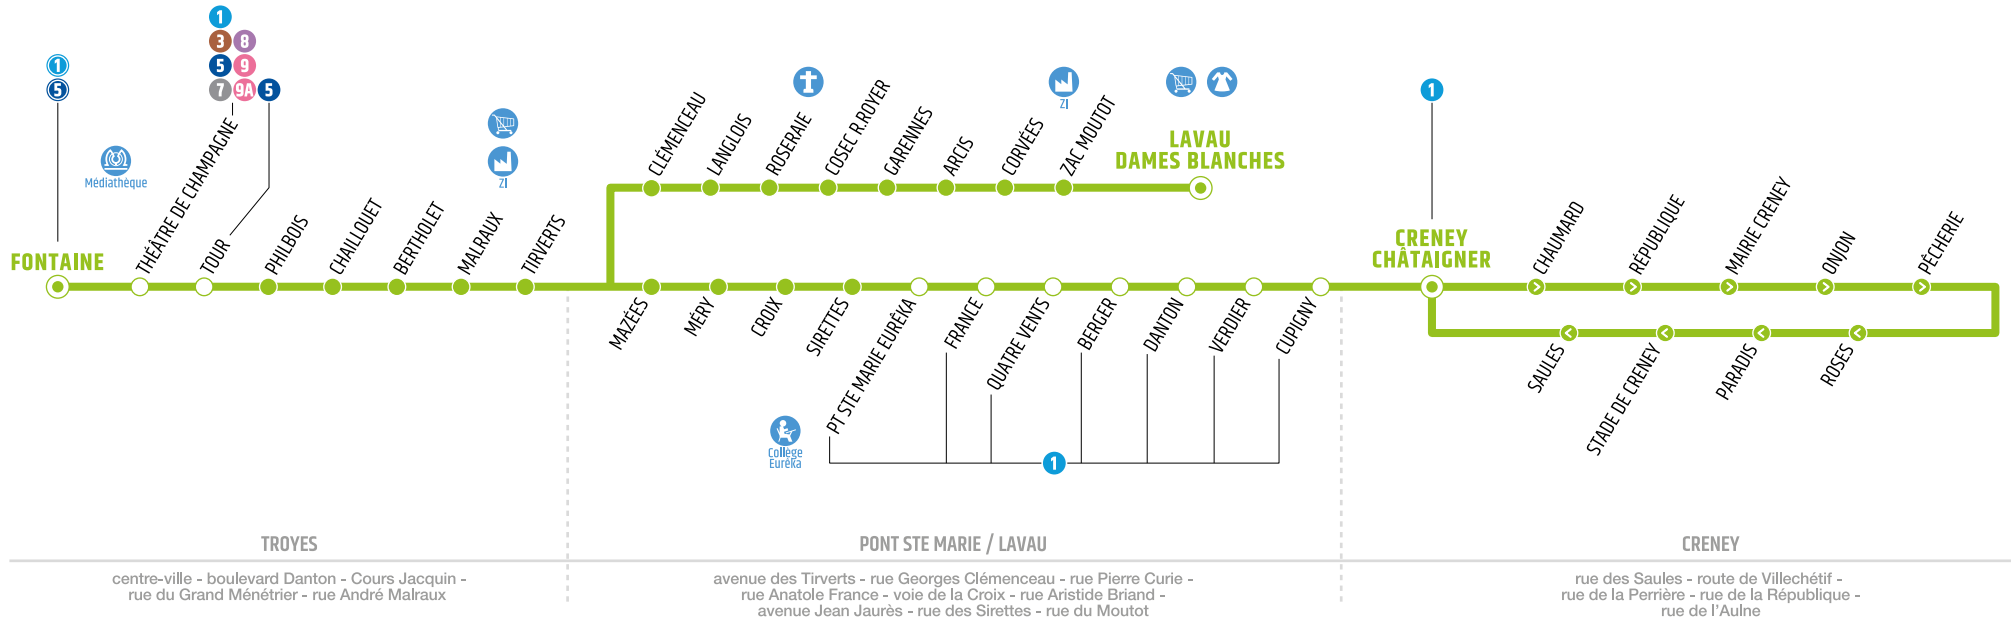 1
5
FONTAINE
Médiathèque
1
3 8
5 9
7 9A 5
THÉÂTRE DE CHAMPAGNE
TOUR
PHILBOIS
CHAILLOUET
BERTHOLET
MALRAUX
TIRVERTS
ZI
CLÉMENCEAU
LANGLOIS
ROSERAIE
COSEC R.ROYER
GARENNES
ARCIS
CORVÉES
ZAC MOUTOT
ZI
LAVAU
DAMES BLANCHES
MAZÉES
MÉRY
CROIX
SIRETTES
PT STE MARIE EURÊKA
FRANCE
QUATRE VENTS
BERGER
DANTON
VERDIER
CUPIGNY
Collège
Eurêka
1
1
CRENEY
CHÂTAIGNER
CHAUMARD
RÉPUBLIQUE
MAIRIE CRENEY
ONJON
PÊCHERIE
SAULES
STADE DE CRENEY
PARADIS
ROSES
TROYES
centre-ville - boulevard Danton - Cours Jacquin -
rue du Grand Ménétrier - rue André Malraux
PONT STE MARIE / LAVAU
avenue des Tirverts - rue Georges Clémenceau - rue Pierre Curie -
rue Anatole France - voie de la Croix - rue Aristide Briand -
avenue Jean Jaurès - rue des Sirettes - rue du Moutot
CRENEY
rue des Saules - route de Villechétif -
rue de la Perrière - rue de la République -
rue de l'Aulne